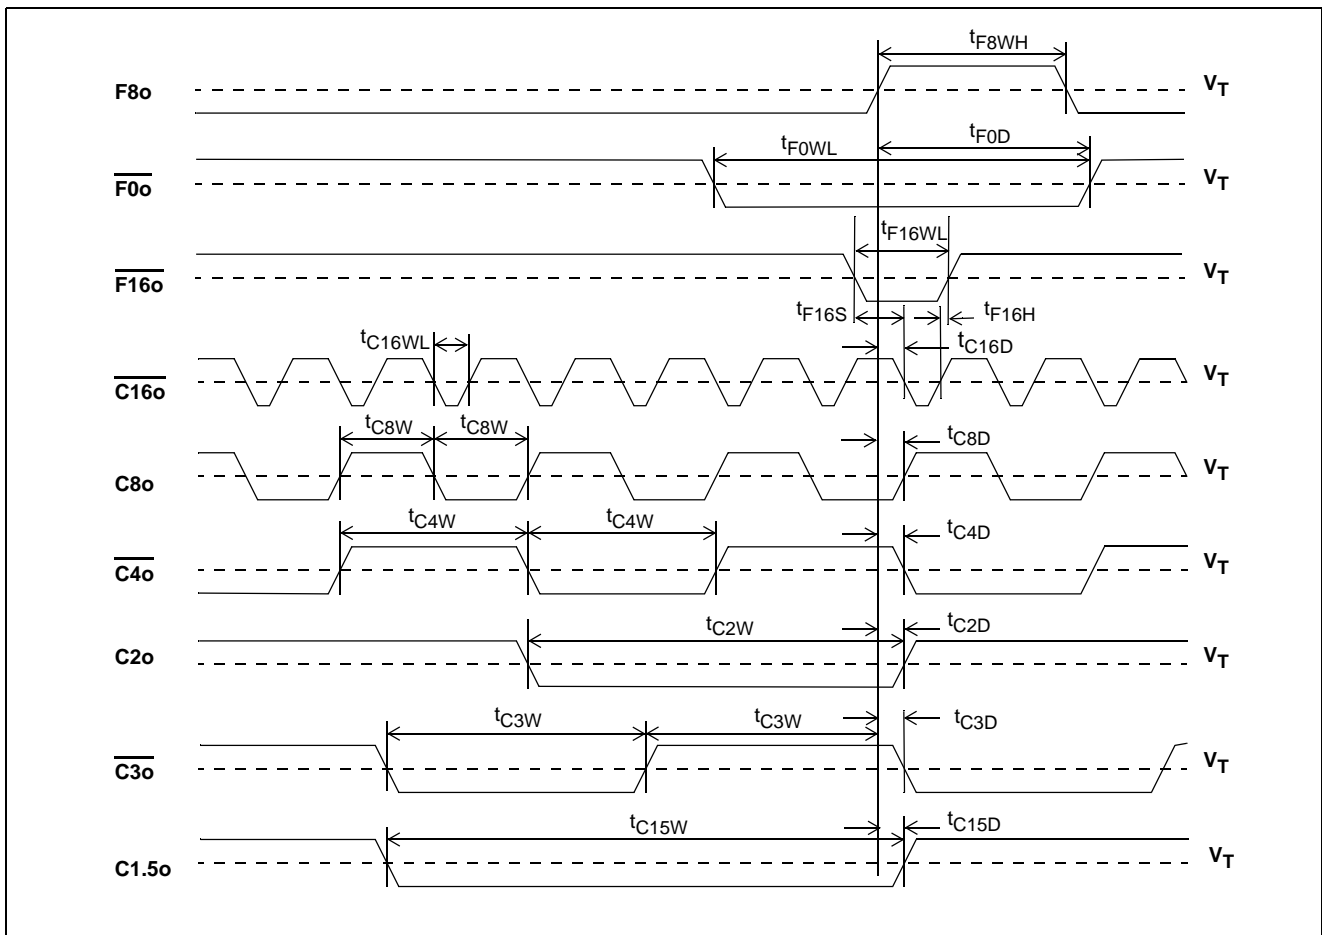 tF8WH
F8o VT
tF0WL tF0D
F0o VT
tF16WL
F16o VT
tF16S tF16H
tC16WL tC16D
C16o VT
tC8W tC8W tC8D
C8o VT
tC4W tC4W tC4D
C4o VT
tC2W tC2D
C2o VT
tC3W tC3W tC3D
C3o VT
tC15W tC15D
C1.5o VT